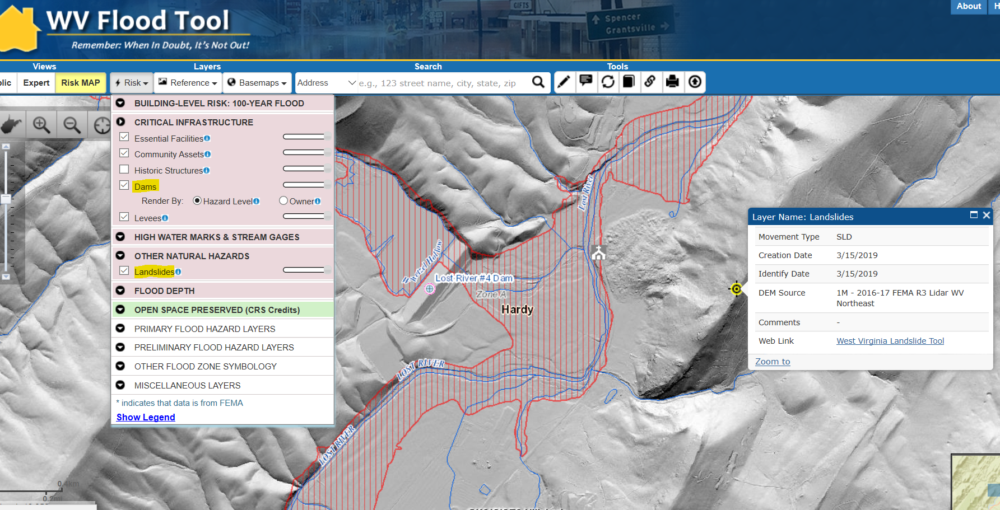 WV Flood Tool
Remember: When In Doubt, It's Not Out!
GIFTS
Spencer
Grantsville
About
H
Views
Layers
Search
Tools
blic
Expert
Risk MAP
Risk
Reference
Basemaps
Address
e.g., 123 street name, city, state, zip
BUILDING-LEVEL RISK: 100-YEAR FLOOD
CRITICAL INFRASTRUCTURE
Essential Facilities
Community Assets
Historic Structures
Dams
Render By: Hazard Level Owner
Levees
HIGH WATER MARKS & STREAM GAGES
OTHER NATURAL HAZARDS
Landslides
FLOOD DEPTH
OPEN SPACE PRESERVED (CRS Credits)
PRIMARY FLOOD HAZARD LAYERS
PRELIMINARY FLOOD HAZARD LAYERS
OTHER FLOOD ZONE SYMBOLOGY
MISCELLANEOUS LAYERS
* indicates that data is from FEMA
Show Legend
Lost River
Wetzel Hollow
Lost River #4 Dam
Zone A
Hardy
LOST RIVER
LOST RIVER
Layer Name: Landslides
Movement Type SLD
Creation Date 3/15/2019
Identify Date 3/15/2019
DEM Source 1M - 2016-17 FEMA R3 Lidar WV
Northeast
Comments -
Web Link West Virginia Landslide Tool
Zoom to
0.4km
0.2mi